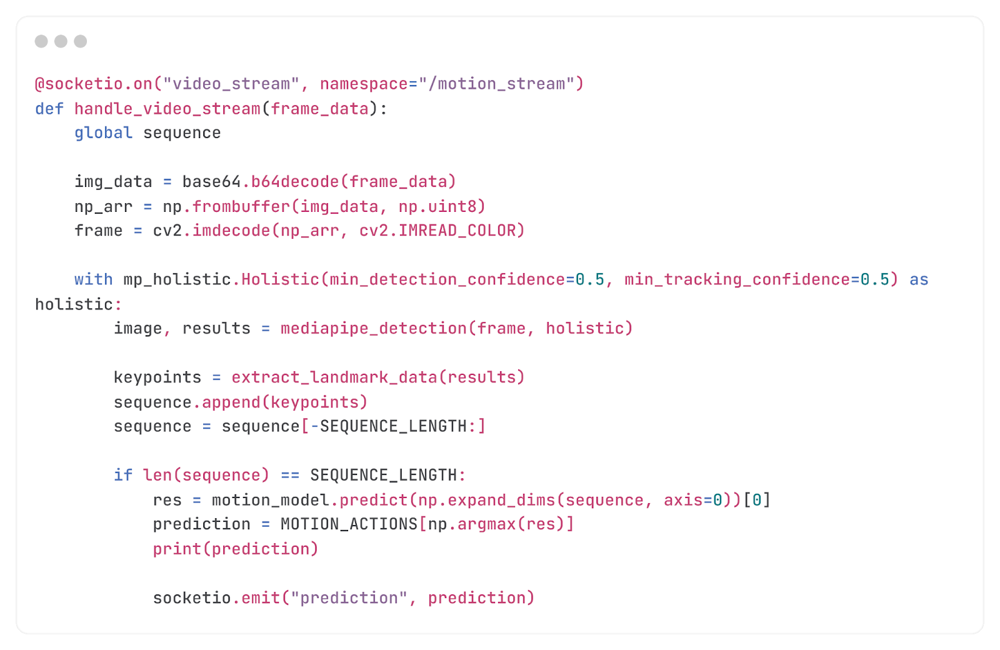 @socketio.on("video_stream", namespace="/motion_stream")
def handle_video_stream(frame_data):
    global sequence

    img_data = base64.b64decode(frame_data)
    np_arr = np.frombuffer(img_data, np.uint8)
    frame = cv2.imdecode(np_arr, cv2.IMREAD_COLOR)

    with mp_holistic.Holistic(min_detection_confidence=0.5, min_tracking_confidence=0.5) as
holistic:
        image, results = mediapipe_detection(frame, holistic)

        keypoints = extract_landmark_data(results)
        sequence.append(keypoints)
        sequence = sequence[-SEQUENCE_LENGTH:]

        if len(sequence) == SEQUENCE_LENGTH:
            res = motion_model.predict(np.expand_dims(sequence, axis=0))[0]
            prediction = MOTION_ACTIONS[np.argmax(res)]
            print(prediction)

            socketio.emit("prediction", prediction)